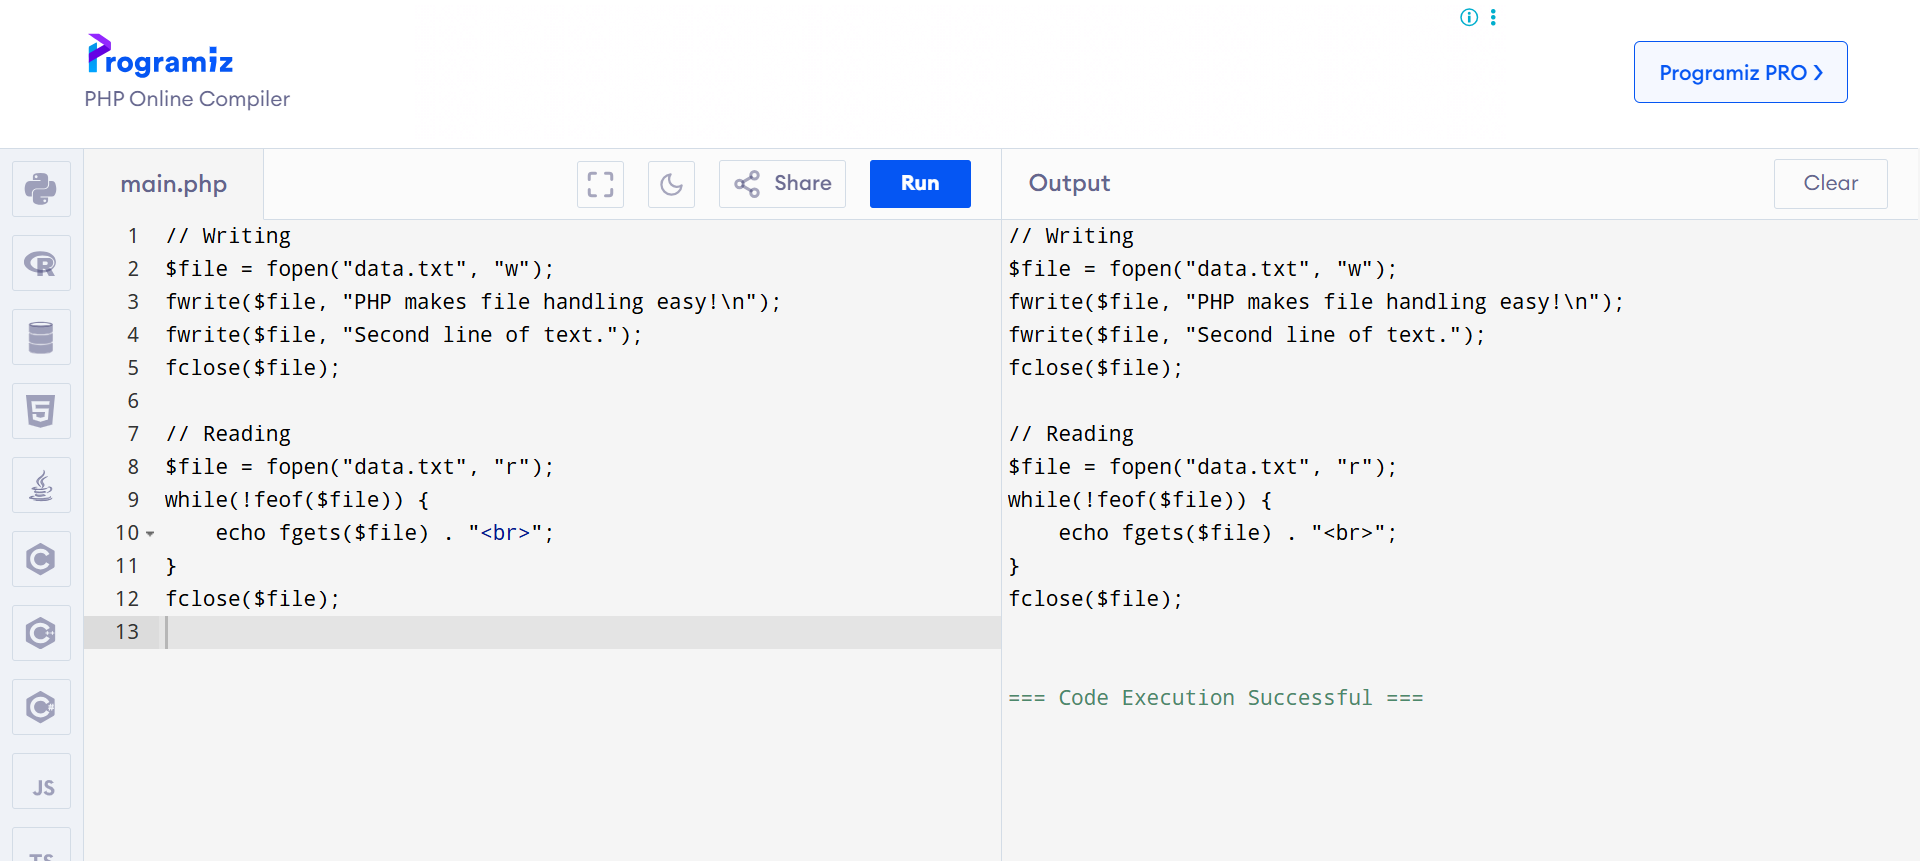 Programiz
PHP Online Compiler
Programiz PRO ❯
main.php
Share
Run
Output
Clear
1 // Writing
2 $file = fopen("data.txt", "w");
3 fwrite($file, "PHP makes file handling easy!\n");
4 fwrite($file, "Second line of text.");
5 fclose($file);
6
7 // Reading
8 $file = fopen("data.txt", "r");
9 while(!feof($file)) {
10     echo fgets($file) . "<br>";
11 }
12 fclose($file);
13
// Writing
$file = fopen("data.txt", "w");
fwrite($file, "PHP makes file handling easy!\n");
fwrite($file, "Second line of text.");
fclose($file);

// Reading
$file = fopen("data.txt", "r");
while(!feof($file)) {
    echo fgets($file) . "<br>";
}
fclose($file);
=== Code Execution Successful ===
R
5
C
C++
C#
JS
TS